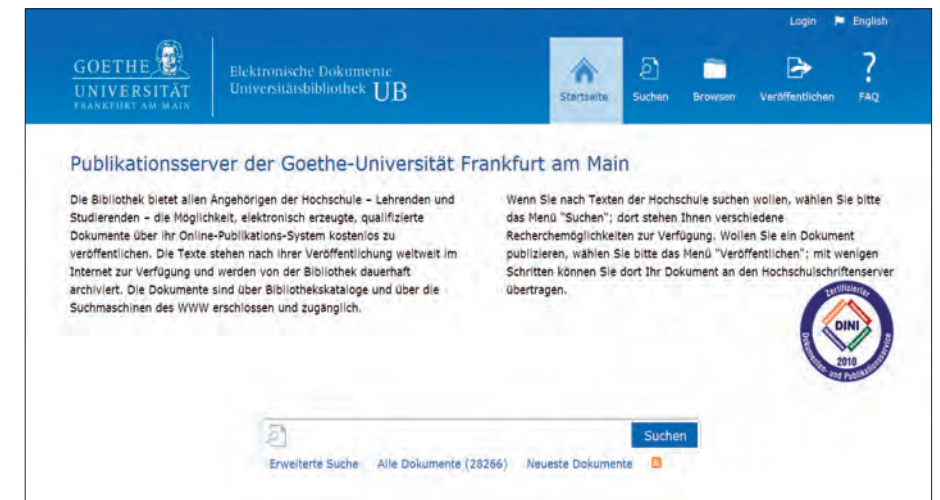 Login English
GOETHE
UNIVERSITÄT
FRANKFURT AM MAIN
Elektronische Dokumente
Universitätsbibliothek UB
Startseite Suchen Browsen Veröffentlichen FAQ
Publikationsserver der Goethe-Universität Frankfurt am Main
Die Bibliothek bietet allen Angehörigen der Hochschule – Lehrenden und
Studierenden – die Möglichkeit, elektronisch erzeugte, qualifizierte
Dokumente über ihr Online-Publikations-System kostenlos zu
veröffentlichen. Die Texte stehen nach ihrer Veröffentlichung weltweit im
Internet zur Verfügung und werden von der Bibliothek dauerhaft
archiviert. Die Dokumente sind über Bibliothekskataloge und über die
Suchmaschinen des WWW erschlossen und zugänglich.
Wenn Sie nach Texten der Hochschule suchen wollen, wählen Sie bitte
das Menü "Suchen"; dort stehen Ihnen verschiedene
Recherchemöglichkeiten zur Verfügung. Wollen Sie ein Dokument
publizieren, wählen Sie bitte das Menü "Veröffentlichen"; mit wenigen
Schritten können Sie dort Ihr Dokument an den Hochschulschriftenserver
übertragen.
Zertifizierter
DINI
2010
Dokumenten- und Publikationsservice
Suchen
Erweiterte Suche Alle Dokumente (28266) Neueste Dokumente